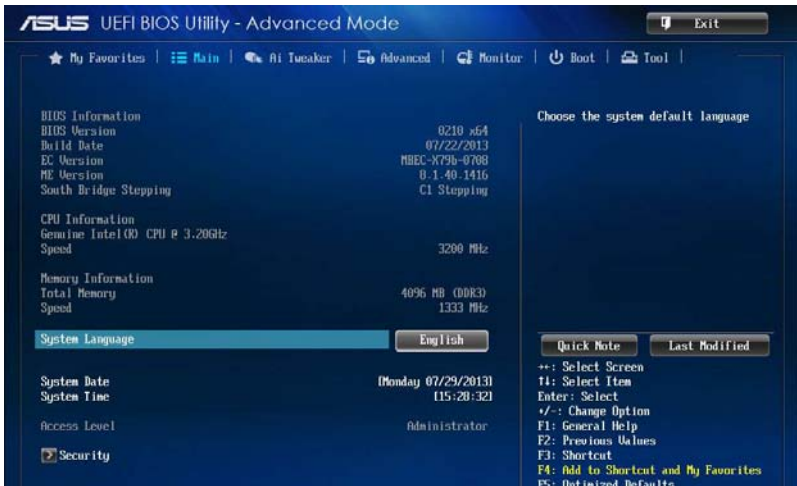 ASUS UEFI BIOS Utility - Advanced Mode
Exit
My Favorites | Main | Ai Tweaker | Advanced | Monitor | Boot | Tool |
BIOS Information
BIOS Version 0210 x64
Build Date 07/22/2013
EC Version MBEC-X79b-0708
ME Version 8.1.40.1416
South Bridge Stepping C1 Stepping
CPU Information
Genuine Intel(R) CPU @ 3.20GHz
Speed 3200 MHz
Memory Information
Total Memory 4096 MB (DDR3)
Speed 1333 MHz
System Language English
System Date [Monday 07/29/2013]
System Time [15:28:32]
Access Level Administrator
Security
Choose the system default language
Quick Note Last Modified
→←: Select Screen
↑↓: Select Item
Enter: Select
+/-: Change Option
F1: General Help
F2: Previous Values
F3: Shortcut
F4: Add to Shortcut and My Favorites
F5: Optimized Defaults